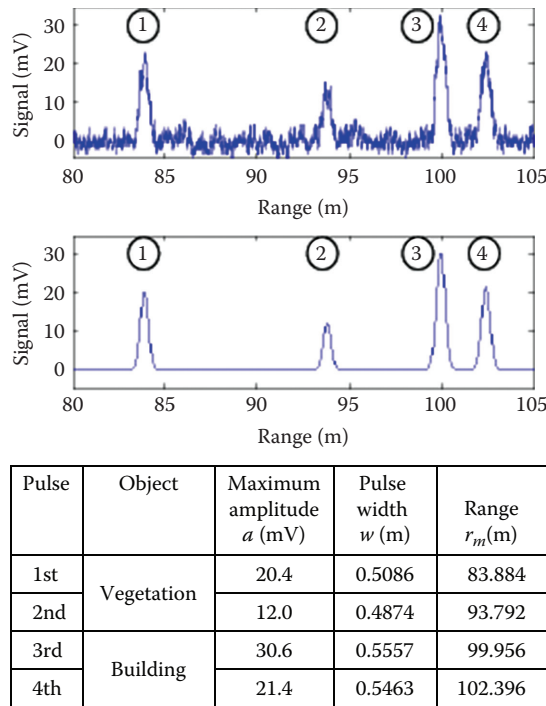 1 2 3 4
30
20
10
0
Signal (mV)
80 85 90 95 100 105
Range (m)
1 2 3 4
30
20
10
0
Signal (mV)
80 85 90 95 100 105
Range (m)
Pulse Object Maximum amplitude a (mV) Pulse width w (m) Range r_m(m)
1st Vegetation 20.4 0.5086 83.884
2nd 12.0 0.4874 93.792
3rd Building 30.6 0.5557 99.956
4th 21.4 0.5463 102.396